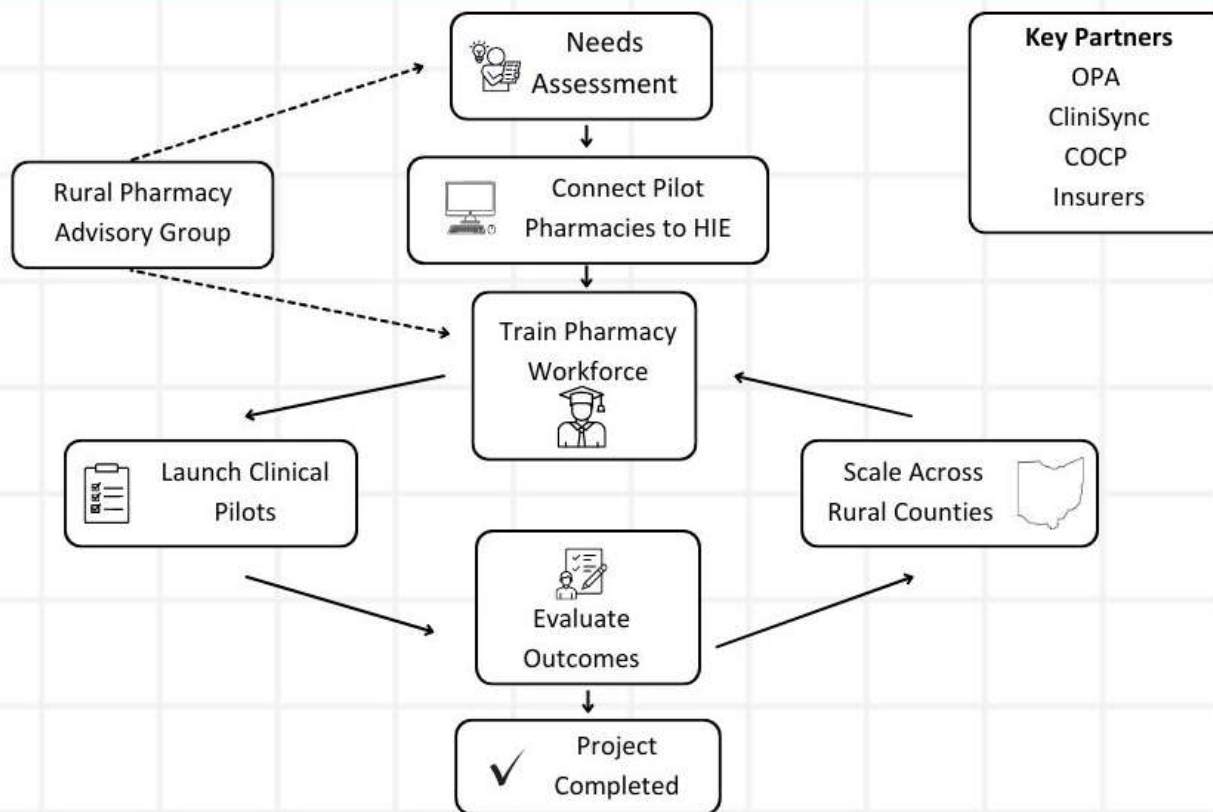 Needs
Assessment
Key Partners
OPA
CliniSync
COCP
Insurers
Rural Pharmacy
Advisory Group
Connect Pilot
Pharmacies to HIE
Train Pharmacy
Workforce
Launch Clinical
Pilots
Scale Across
Rural Counties
Evaluate
Outcomes
Project
Completed